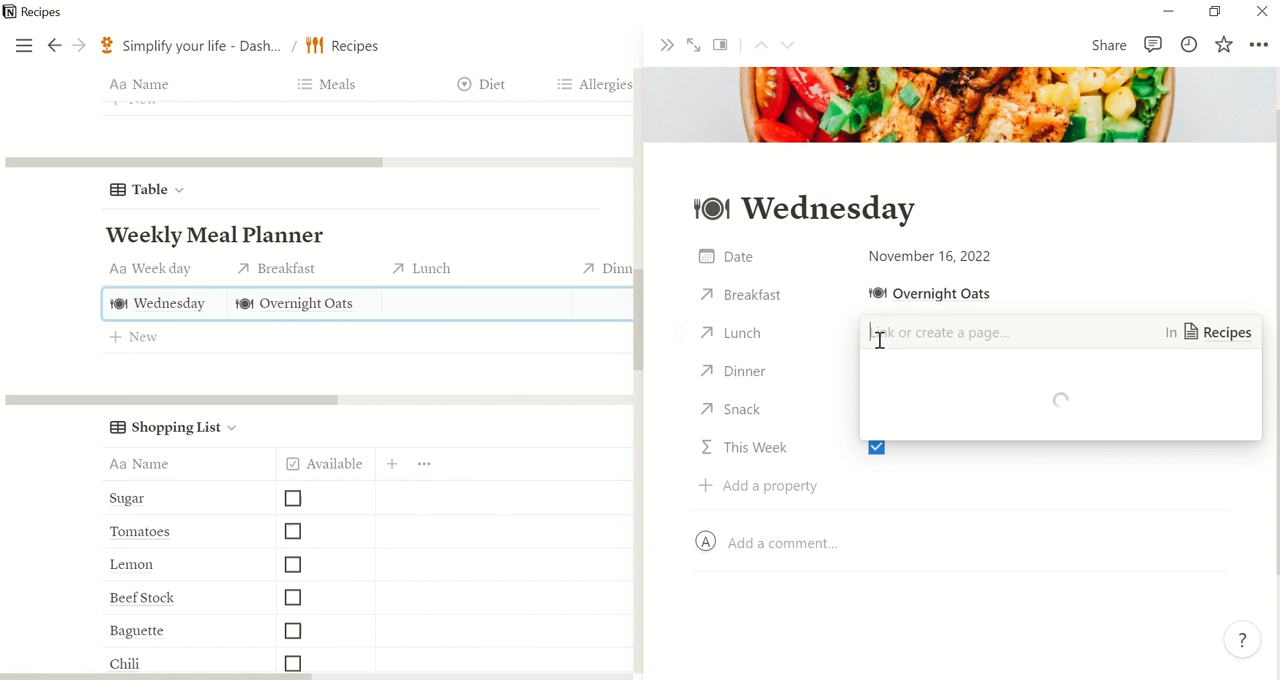 Recipes
Simplify your life - Dash... / Recipes
Aa Name Meals Diet Allergies
+ New
Table
Weekly Meal Planner
Aa Week day Breakfast Lunch Dinn
Wednesday Overnight Oats
+ New
Shopping List
Aa Name Available + ...
Sugar
Tomatoes
Lemon
Beef Stock
Baguette
Chili
Share
Wednesday
Date November 16, 2022
Breakfast Overnight Oats
Lunch Link or create a page... In Recipes
Dinner
Snack
Σ This Week
+ Add a property
A Add a comment...
?